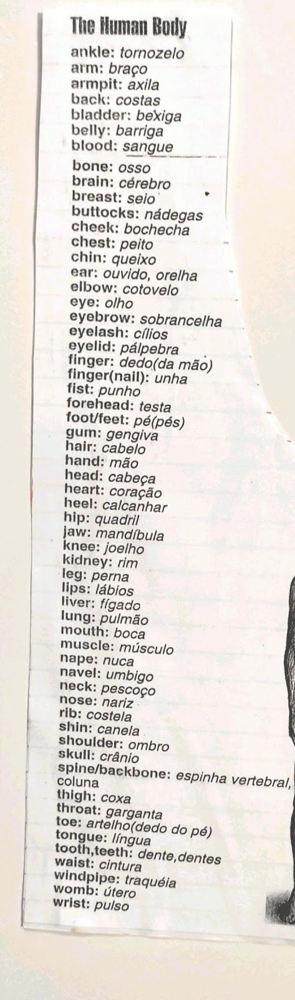 The Human Body
ankle: tornozelo
arm: braço
armpit: axila
back: costas
bladder: bexiga
belly: barriga
blood: sangue
bone: osso
brain: cérebro
breast: seio
buttocks: nádegas
cheek: bochecha
chest: peito
chin: queixo
ear: ouvido, orelha
elbow: cotovelo
eye: olho
eyebrow: sobrancelha
eyelash: cílios
eyelid: pálpebra
finger: dedo(da mão)
finger(nail): unha
fist: punho
forehead: testa
foot/feet: pé(pés)
gum: gengiva
hair: cabelo
hand: mão
head: cabeça
heart: coração
heel: calcanhar
hip: quadril
jaw: mandíbula
knee: joelho
kidney: rim
leg: perna
lips: lábios
liver: fígado
lung: pulmão
mouth: boca
muscle: músculo
nape: nuca
navel: umbigo
neck: pescoço
nose: nariz
rib: costela
shin: canela
shoulder: ombro
skull: crânio
spine/backbone: espinha vertebral,
coluna
thigh: coxa
throat: garganta
toe: artelho(dedo do pé)
tongue: língua
tooth,teeth: dente,dentes
waist: cintura
windpipe: traquéia
womb: útero
wrist: pulso